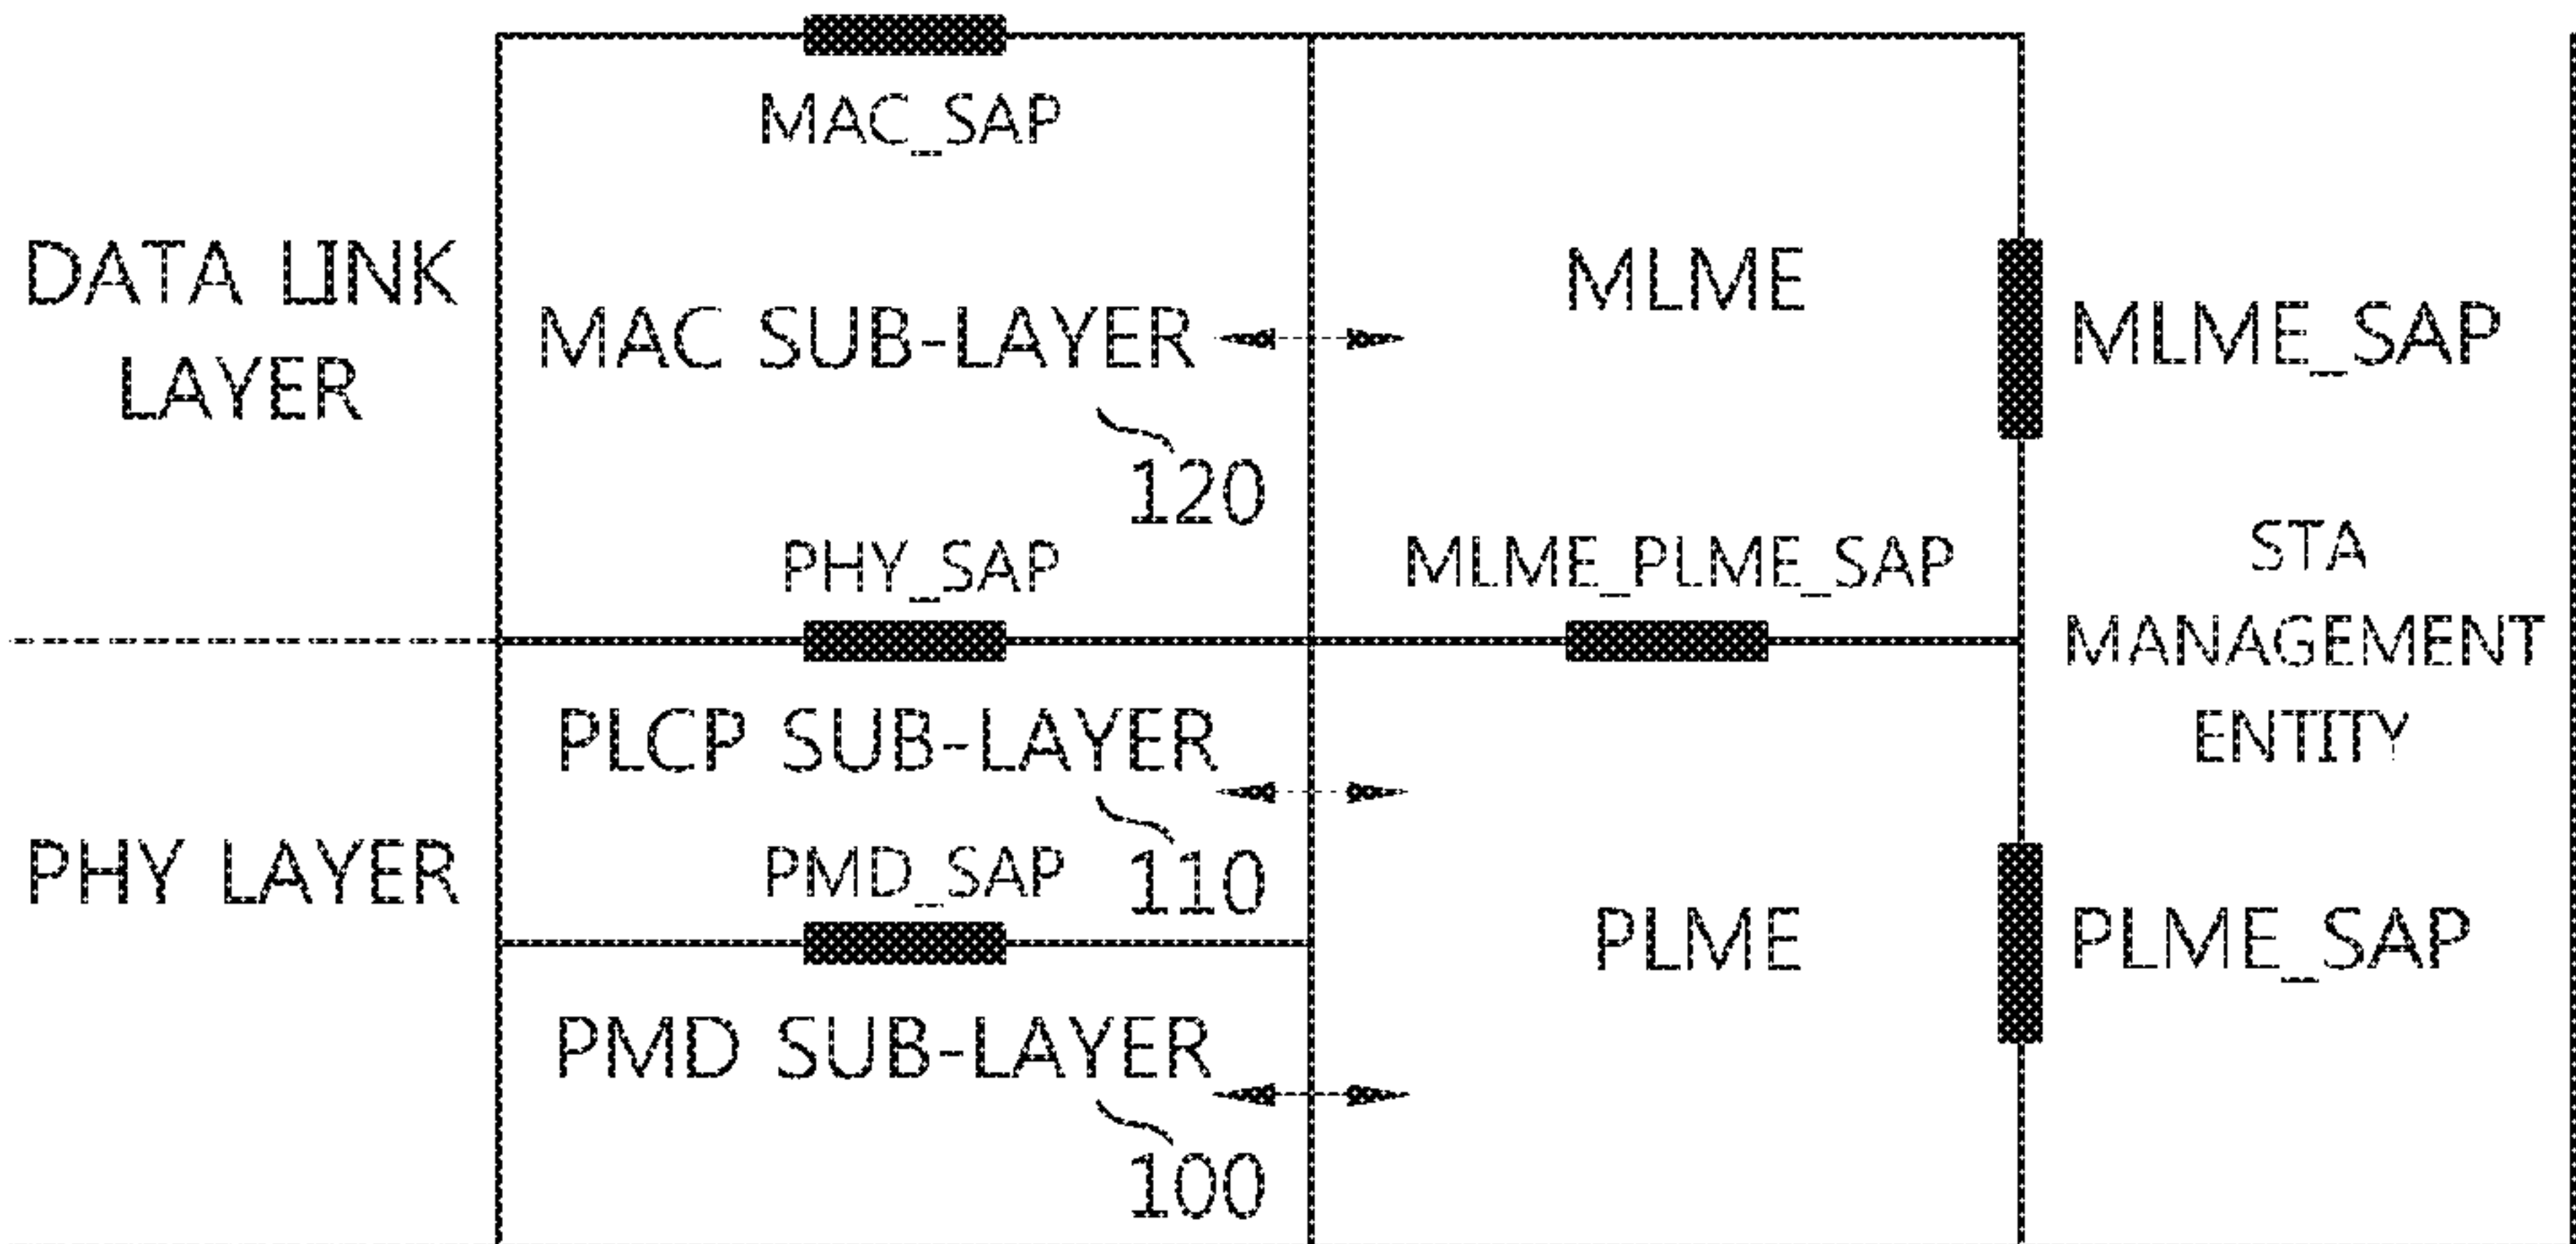 MAC_SAP
DATA LINK
LAYER
MAC SUB-LAYER
120
MLME
MLME_SAP
PHY_SAP
MLME_PLME_SAP
STA
MANAGEMENT
ENTITY
PHY LAYER
PLCP SUB-LAYER
110
PMD_SAP
PLME
PLME_SAP
PMD SUB-LAYER
100